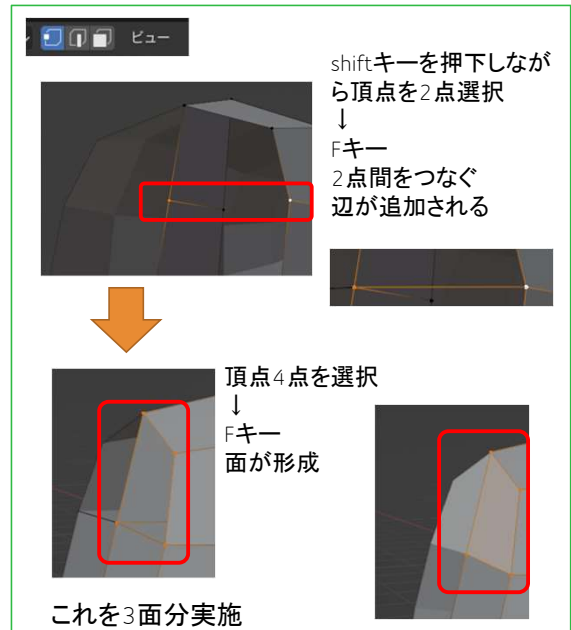 ビュー
shiftキーを押下しなが
ら頂点を2点選択
↓
Fキー
2点間をつなぐ
辺が追加される
頂点4点を選択
↓
Fキー
面が形成
これを3面分実施